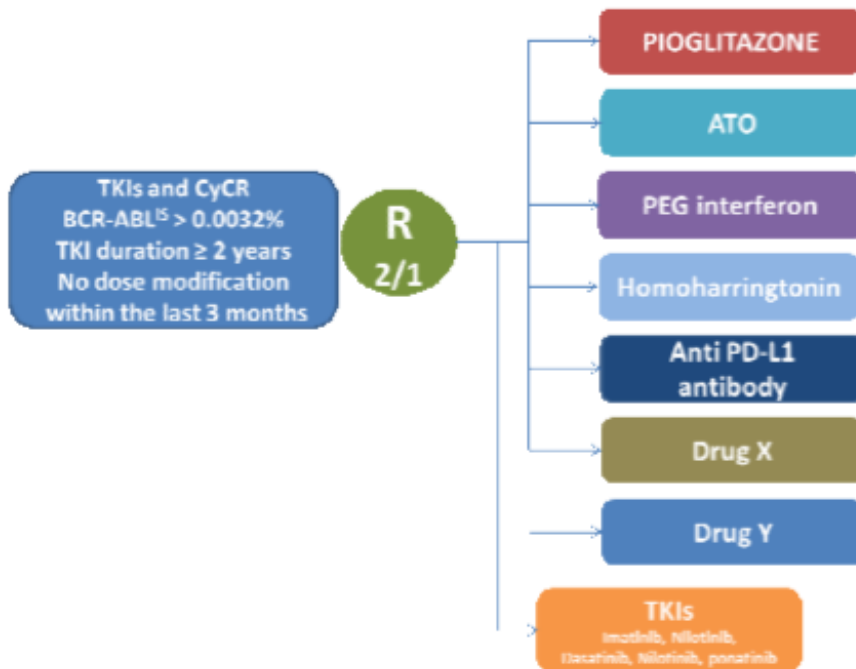 TKIs and CyCR
BCR-ABLᴵˢ > 0.0032%
TKI duration ≥ 2 years
No dose modification
within the last 3 months
R
2/1
PIOGLITAZONE
ATO
PEG interferon
Homoharringtonin
Anti PD-L1
antibody
Drug X
Drug Y
TKIs
Imatinib, Nilotinib,
Dasatinib, Nilotinib, ponatinib